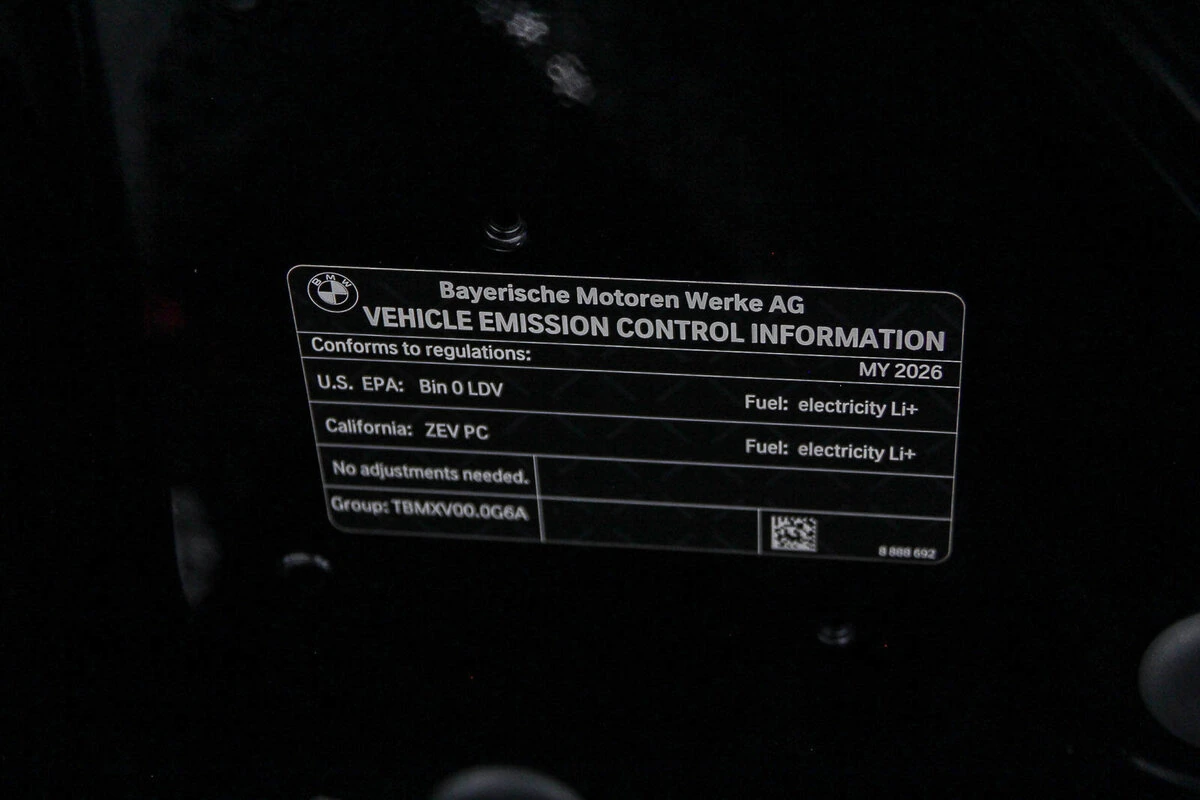 BMW
Bayerische Motoren Werke AG
VEHICLE EMISSION CONTROL INFORMATION
Conforms to regulations:
MY 2026
U.S. EPA: Bin 0 LDV
Fuel: electricity Li+
California: ZEV PC
Fuel: electricity Li+
No adjustments needed.
Group: TBMXV00.0G6A
8 888 692